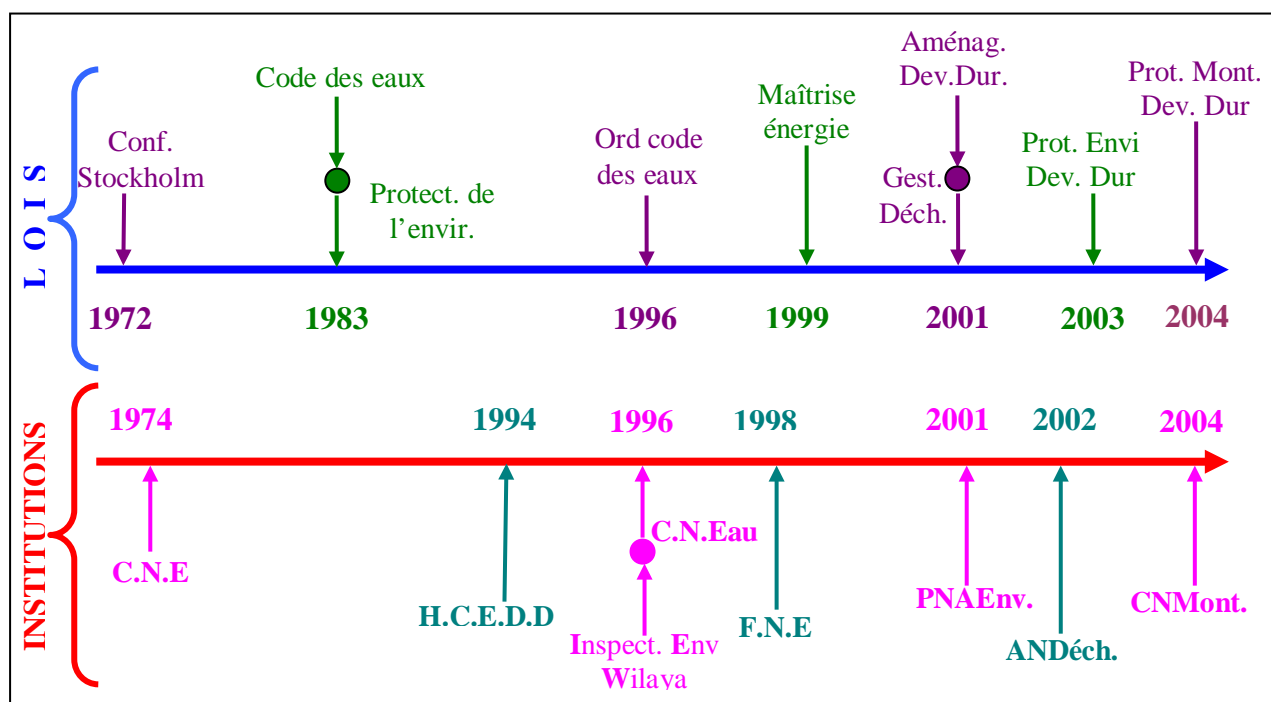 LOIS
Conf.
Stockholm
Code des eaux
Protect. de
l'envir.
Ord code
des eaux
Maîtrise
énergie
Aménag.
Dev.Dur.
Gest.
Déch.
Prot. Envi
Dev. Dur
Prot. Mont.
Dev. Dur
1972 1983 1996 1999 2001 2003 2004
INSTITUTIONS
1974 1994 1996 1998 2001 2002 2004
C.N.E
H.C.E.D.D
C.N.Eau
Inspect. Env
Wilaya
F.N.E
PNAEnv.
ANDéch.
CNMont.